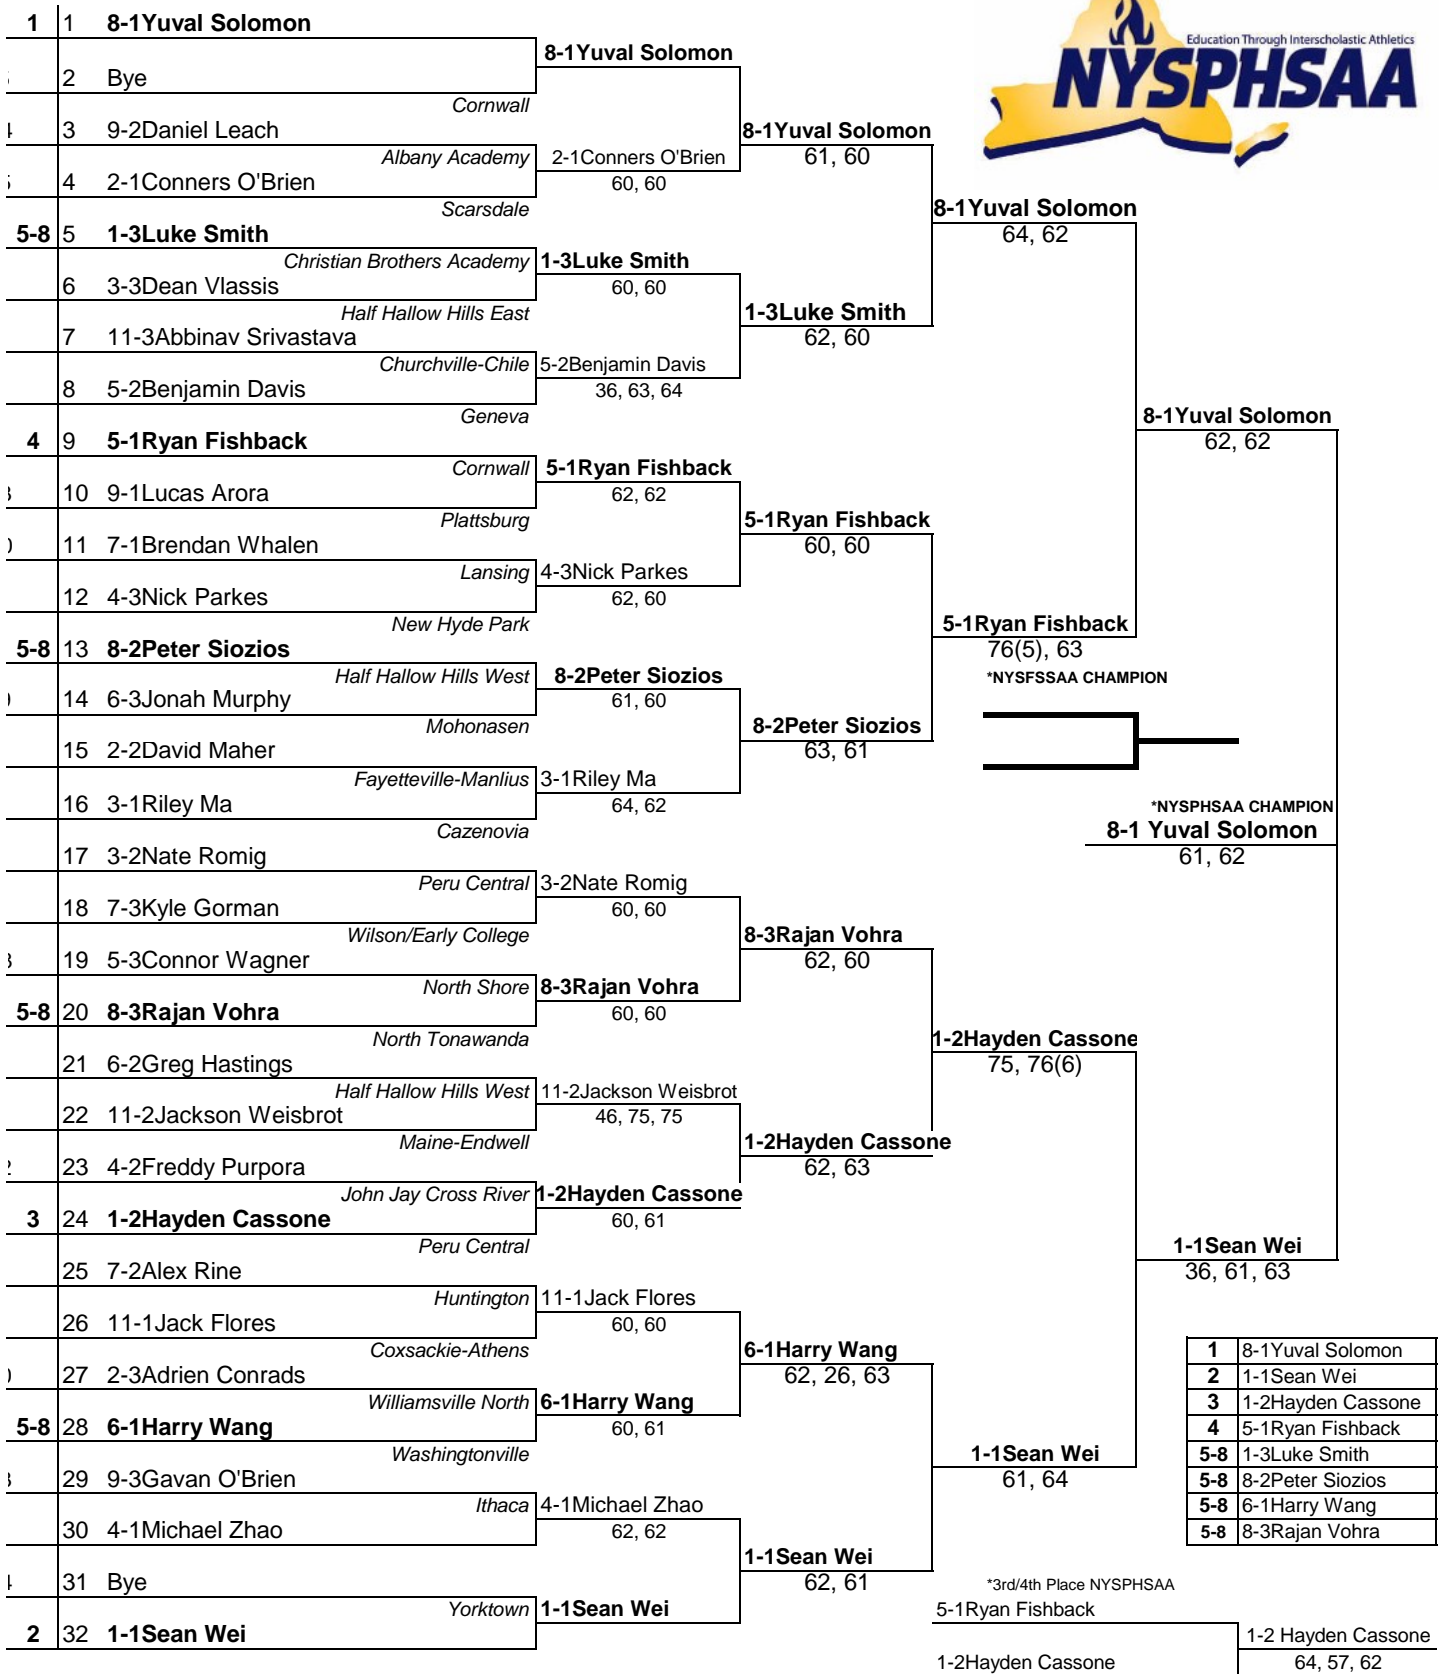 Education Through Interscholastic Athletics
NYSPHSAA
1 1 8-1Yuval Solomon
8-1Yuval Solomon
2 Bye
Cornwall
3 9-2Daniel Leach
8-1Yuval Solomon
61, 60
Albany Academy 2-1Conners O'Brien
4 2-1Conners O'Brien 60, 60
Scarsdale
8-1Yuval Solomon
64, 62
5-8 5 1-3Luke Smith
Christian Brothers Academy 1-3Luke Smith
6 3-3Dean Vlassis 60, 60
Half Hallow Hills East
1-3Luke Smith
62, 60
7 11-3Abbinav Srivastava
Churchville-Chile 5-2Benjamin Davis
8 5-2Benjamin Davis 36, 63, 64
Geneva
8-1Yuval Solomon
62, 62
4 9 5-1Ryan Fishback
Cornwall 5-1Ryan Fishback
10 9-1Lucas Arora 62, 62
Plattsburg
5-1Ryan Fishback
60, 60
11 7-1Brendan Whalen
Lansing 4-3Nick Parkes
12 4-3Nick Parkes 62, 60
New Hyde Park
5-1Ryan Fishback
76(5), 63
5-8 13 8-2Peter Siozios
Half Hallow Hills West 8-2Peter Siozios
*NYSFSSAA CHAMPION
14 6-3Jonah Murphy 61, 60
Mohonasen
8-2Peter Siozios
63, 61
15 2-2David Maher
Fayetteville-Manlius 3-1Riley Ma
16 3-1Riley Ma 64, 62
*NYSPHSAA CHAMPION
8-1 Yuval Solomon
61, 62
Cazenovia
17 3-2Nate Romig
Peru Central 3-2Nate Romig
18 7-3Kyle Gorman 60, 60
Wilson/Early College
8-3Rajan Vohra
62, 60
19 5-3Connor Wagner
North Shore 8-3Rajan Vohra
5-8 20 8-3Rajan Vohra 60, 60
North Tonawanda
1-2Hayden Cassone
75, 76(6)
21 6-2Greg Hastings
Half Hallow Hills West 11-2Jackson Weisbrot
22 11-2Jackson Weisbrot 46, 75, 75
Maine-Endwell
1-2Hayden Cassone
62, 63
23 4-2Freddy Purpora
John Jay Cross River 1-2Hayden Cassone
3 24 1-2Hayden Cassone 60, 61
Peru Central
1-1Sean Wei
36, 61, 63
25 7-2Alex Rine
Huntington 11-1Jack Flores
26 11-1Jack Flores 60, 60
Coxsackie-Athens
6-1Harry Wang
62, 26, 63
27 2-3Adrien Conrads
Williamsville North 6-1Harry Wang
5-8 28 6-1Harry Wang 60, 61
Washingtonville
1-1Sean Wei
61, 64
29 9-3Gavan O'Brien
Ithaca 4-1Michael Zhao
30 4-1Michael Zhao 62, 62
1-1Sean Wei
62, 61
31 Bye
Yorktown 1-1Sean Wei
2 32 1-1Sean Wei
1 8-1Yuval Solomon
2 1-1Sean Wei
3 1-2Hayden Cassone
4 5-1Ryan Fishback
5-8 1-3Luke Smith
5-8 8-2Peter Siozios
5-8 6-1Harry Wang
5-8 8-3Rajan Vohra
*3rd/4th Place NYSPHSAA
5-1Ryan Fishback
1-2 Hayden Cassone
1-2Hayden Cassone 64, 57, 62